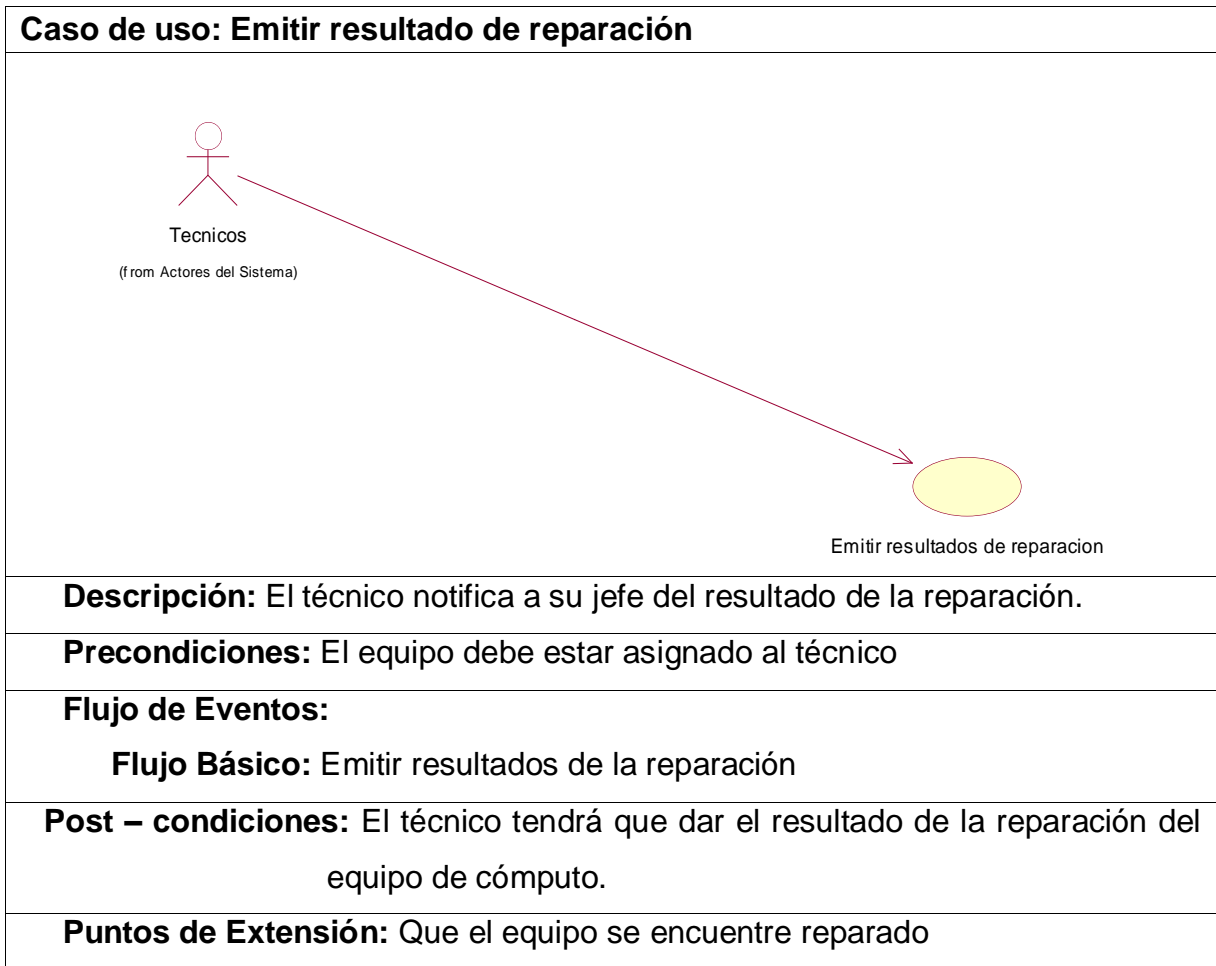 Caso de uso: Emitir resultado de reparación
Tecnicos
(from Actores del Sistema)
Emitir resultados de reparacion
Descripción: El técnico notifica a su jefe del resultado de la reparación.
Precondiciones: El equipo debe estar asignado al técnico
Flujo de Eventos:
Flujo Básico: Emitir resultados de la reparación
Post – condiciones: El técnico tendrá que dar el resultado de la reparación del
equipo de cómputo.
Puntos de Extensión: Que el equipo se encuentre reparado